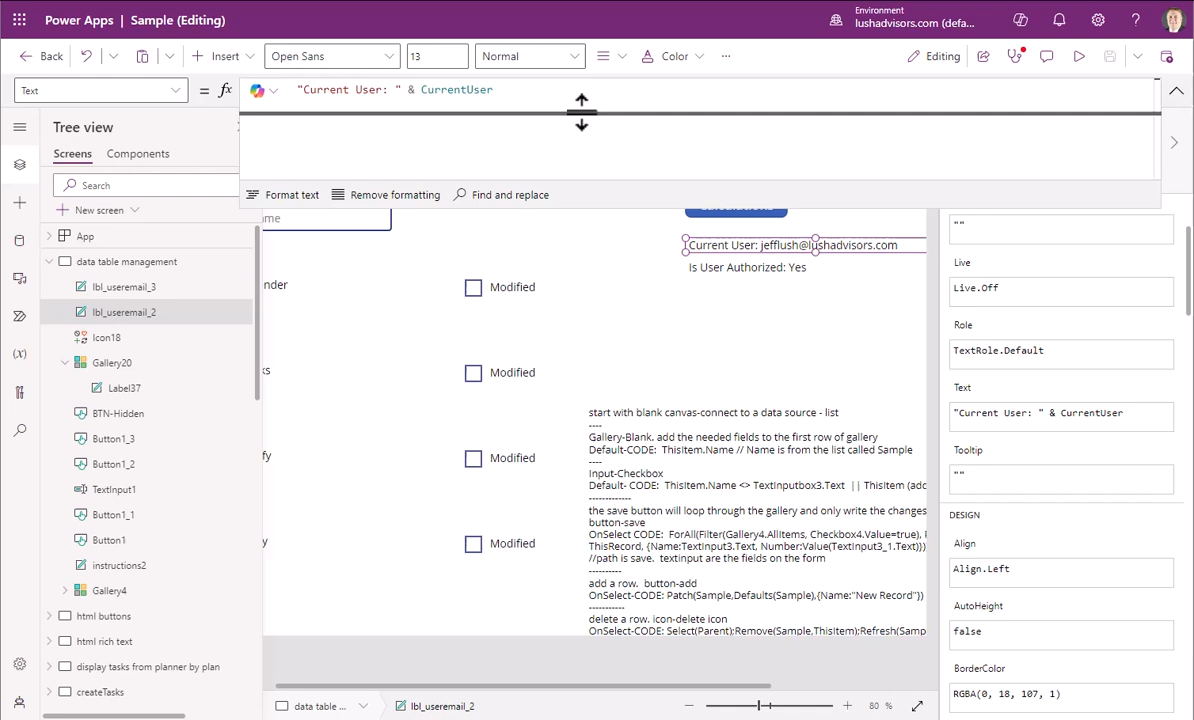 Power Apps | Sample (Editing)
Environment
lushadvisors.com (defa...
Back
Insert
Open Sans
13
Normal
Color
...
Editing
Text
= fx
"Current User: " & CurrentUser
Format text
Remove formatting
Find and replace
Tree view
Screens
Components
Search
New screen
App
data table management
lbl_useremail_3
lbl_useremail_2
Icon18
Gallery20
Label37
BTN-Hidden
Button1_3
Button1_2
TextInput1
Button1_1
Button1
instructions2
Gallery4
html buttons
html rich text
display tasks from planner by plan
createTasks
ame
Current User: jefflush@lushadvisors.com
Is User Authorized: Yes
nder
Modified
ks
Modified
fy
Modified
y
Modified
start with blank canvas-connect to a data source - list
----
Gallery-Blank. add the needed fields to the first row of gallery
Default-CODE: ThisItem.Name // Name is from the list called Sample
----
Input-Checkbox
Default- CODE: ThisItem.Name <> TextInputbox3.Text || ThisItem (add
-------------
the save button will loop through the gallery and only write the changes
button-save
OnSelect CODE: ForAll(Filter(Gallery4.AllItems, Checkbox4.Value=true),
ThisRecord, {Name:TextInput3.Text, Number:Value(TextInput3_1.Text)})
//path is save. textinput are the fields on the form
----------
add a row. button-add
OnSelect-CODE: Patch(Sample,Defaults(Sample),{Name:"New Record"})
-----------
delete a row. icon-delete icon
OnSelect-CODE: Select(Parent);Remove(Sample,ThisItem);Refresh(Samp
""
Live
Live.Off
Role
TextRole.Default
Text
"Current User: " & CurrentUser
Tooltip
""
DESIGN
Align
Align.Left
AutoHeight
false
BorderColor
RGBA(0, 18, 107, 1)
data table ...
lbl_useremail_2
80 %